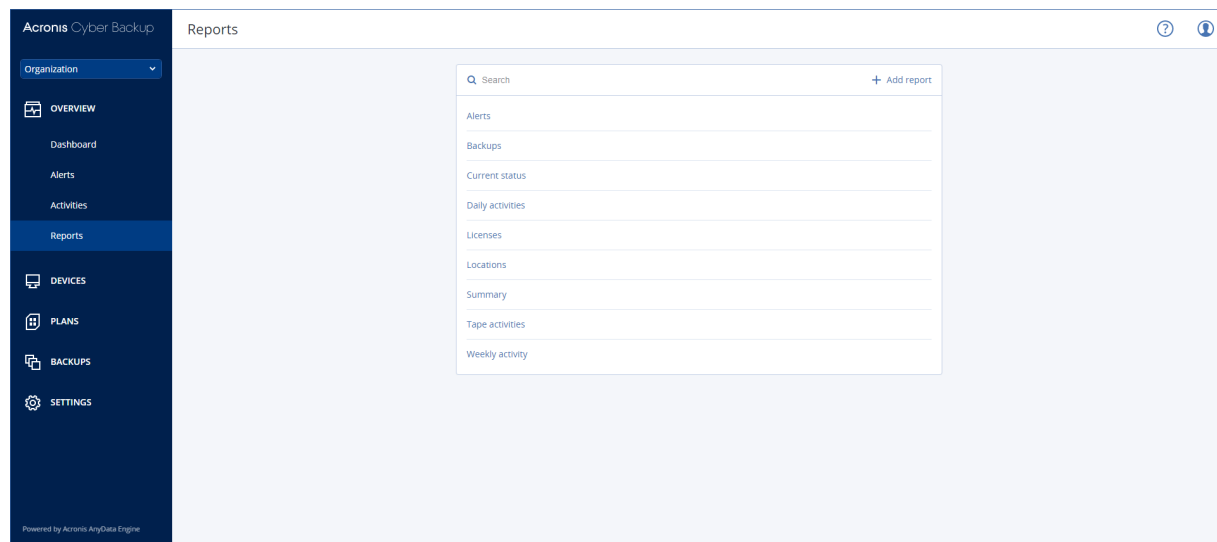 Acronis Cyber Backup
Reports
Organization
Search
+ Add report
OVERVIEW
Alerts
Dashboard
Backups
Alerts
Current status
Activities
Daily activities
Reports
Licenses
Locations
DEVICES
Summary
PLANS
Tape activities
Weekly activity
BACKUPS
SETTINGS
Powered by Acronis AnyData Engine